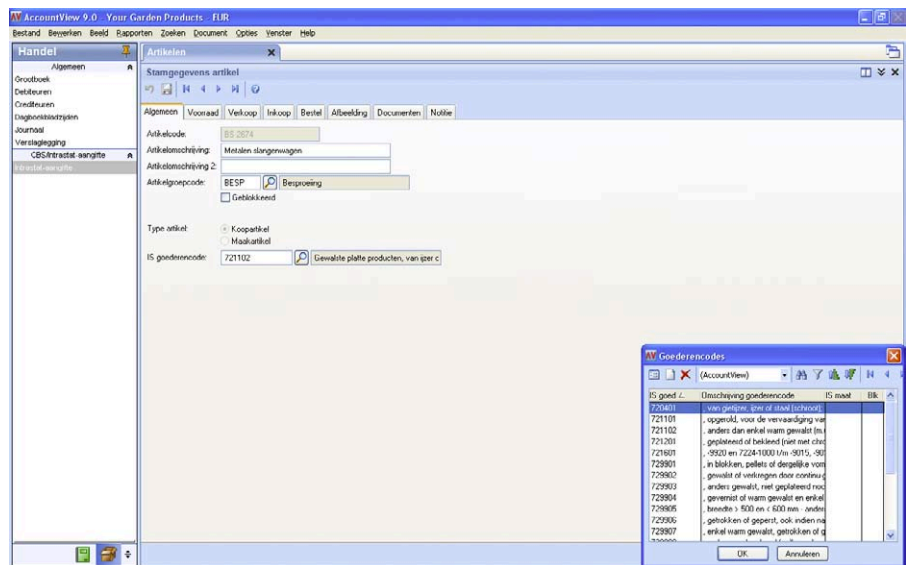 AccountView 9.0 - Your Garden Products - EUR
Bestand Bewerken Beeld Rapporten Zoeken Document Opties Venster Help
Handel
Algemeen
Grootboek
Debiteuren
Crediteuren
Dagboekbladzijden
Journaal
Verslaglegging
CBS/Intrastat-aangifte
Intrastat-aangifte
Artikelen
Stamgegevens artikel
Algemeen Voorraad Verkoop Inkoop Bestel Afbeelding Documenten Notitie
Artikelcode: BS 2674
Artikelomschrijving: Metalen slangenwagen
Artikelomschrijving 2:
Artikelgroepcode: BESP Besproeiing
Geblokkeerd
Type artikel: Koopartikel
Maakartikel
IS goederencode: 721102 Gewalste platte producten, van ijzer o
Goederencodes
(AccountView)
IS goed Omschrijving goederencode IS maat Blk
720401 , van gietijzer, ijzer of staal (schroot);
721101 , opgerold, voor de vervaardiging van
721102 , anders dan enkel warm gewalst (m.
721201 , geplateerd of bekleed (niet met chro
721601 , -9920 en 7224-1000 t/m -9015, -90
729901 , in blokken, pellets of dergelijke vorm
729902 , gewalst of verkregen door continu g
729903 , anders gewalst, niet geplateerd noc
729904 , gevernist of warm gewalst en enkel
729905 , breedte > 500 en < 600 mm - ander
729906 , getrokken of geperst, ook indien na
729907 , enkel warm gewalst, getrokken of g
OK Annuleren